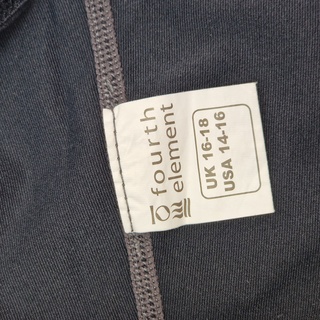 fourth
element
UK 16-18
USA 14-16